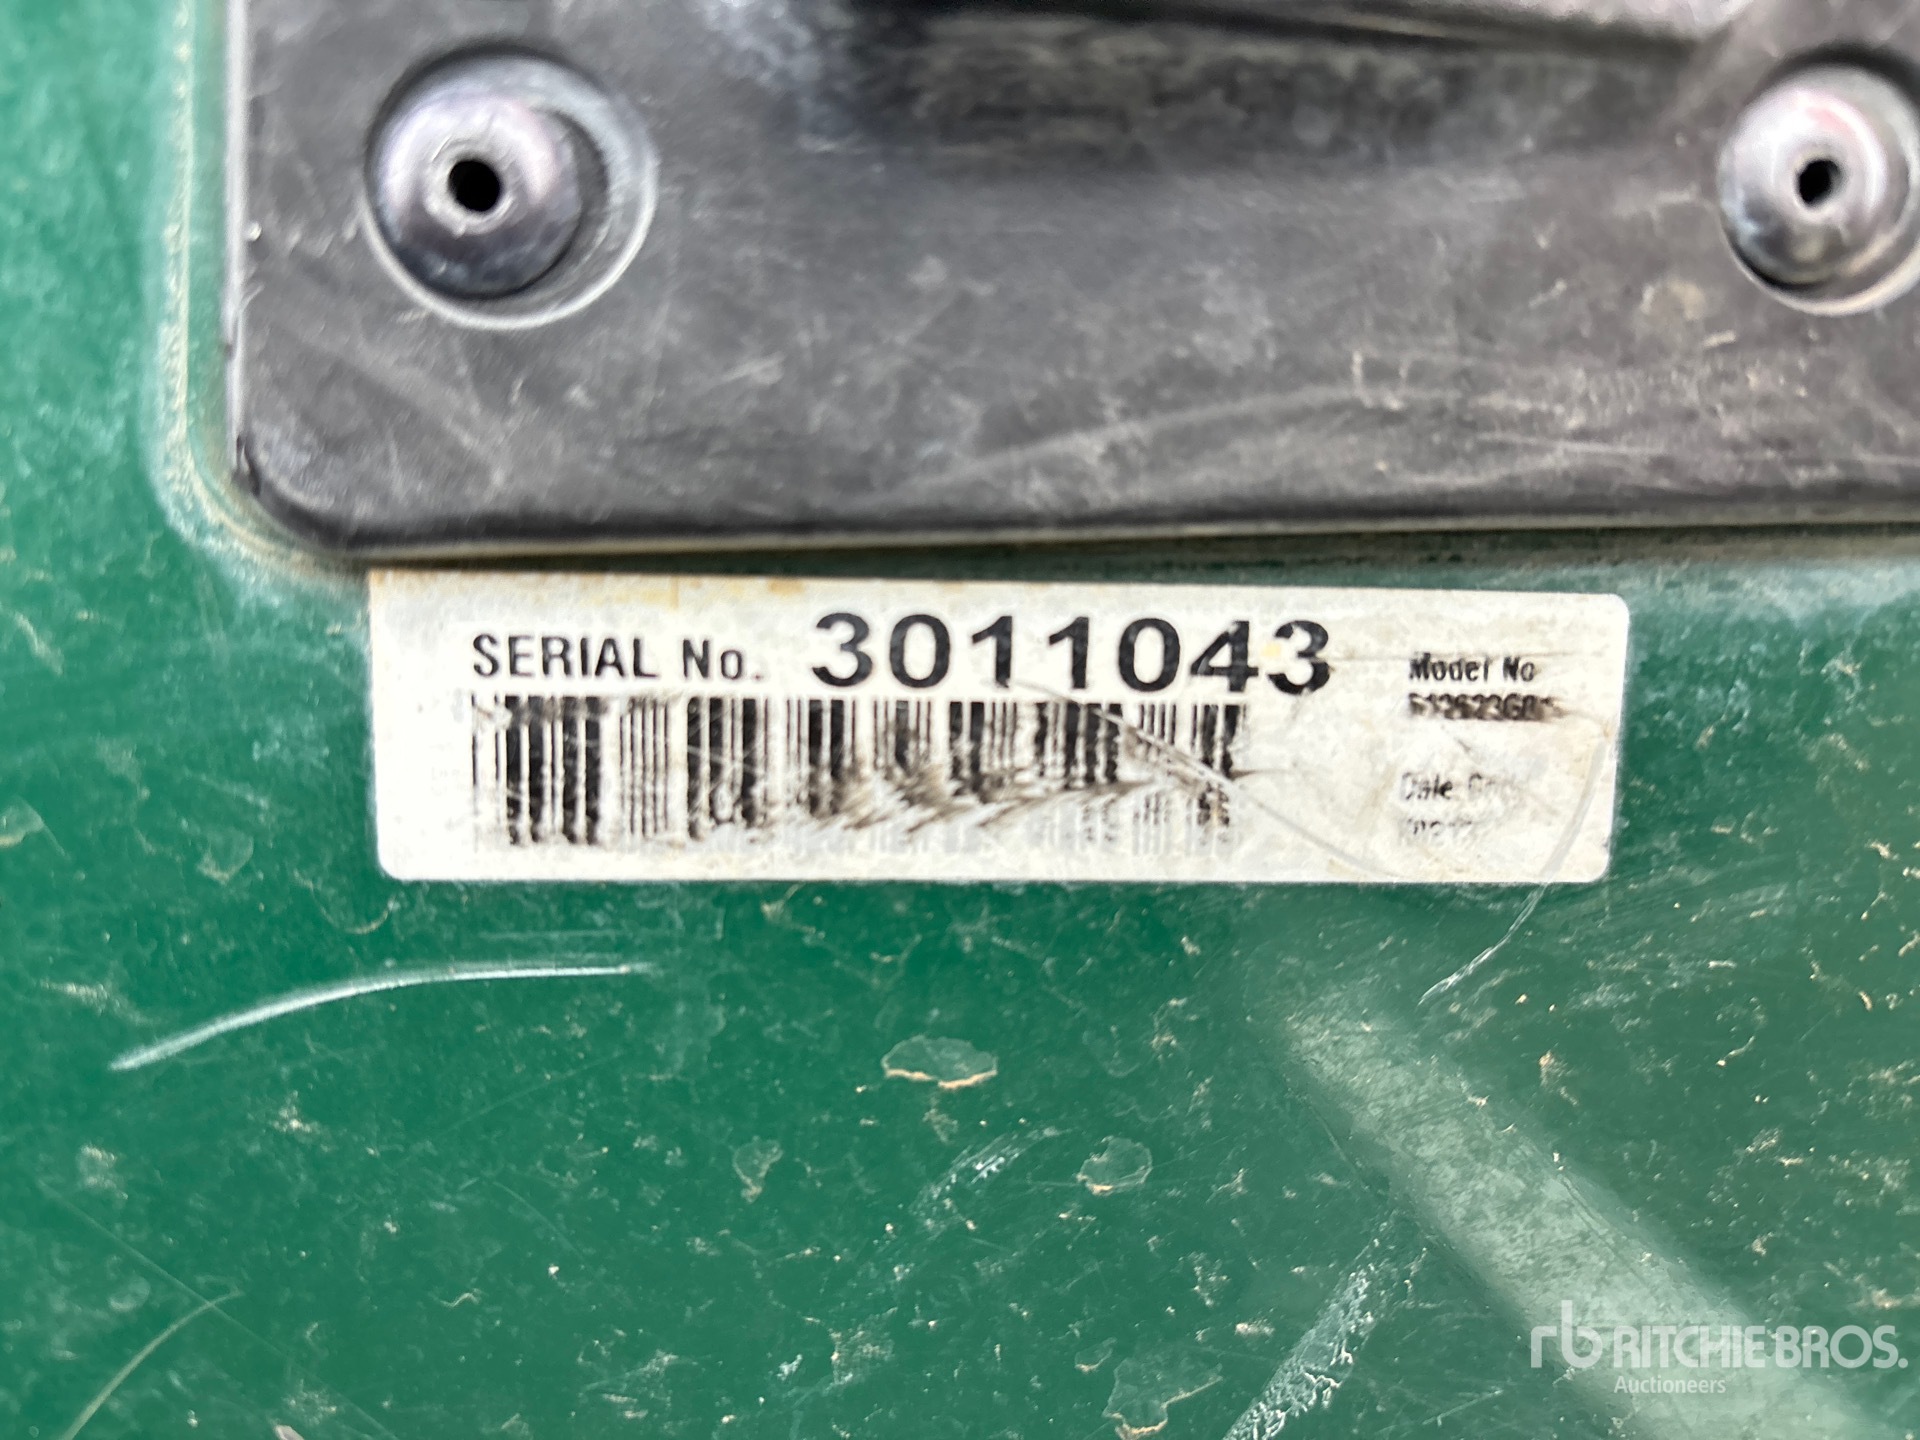 SERIAL No. 3011043
Model No
RITCHIE BROS.
Auctioneers